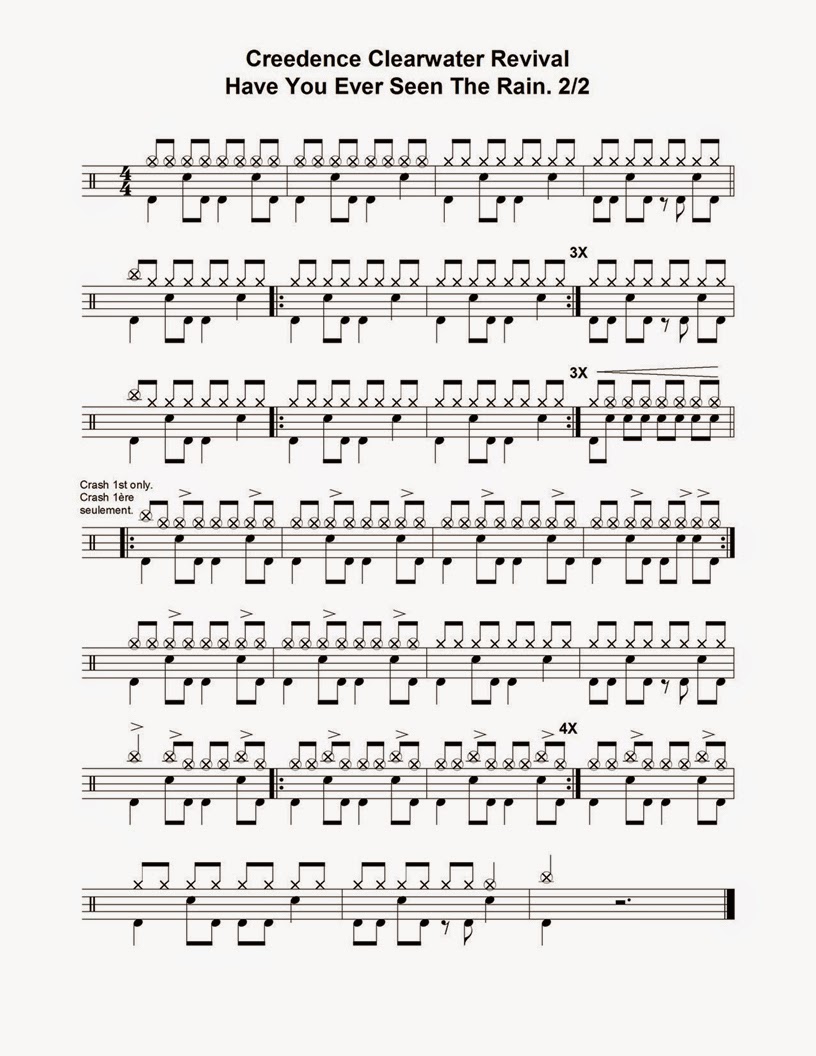 Creedence Clearwater Revival
Have You Ever Seen The Rain. 2/2
4
4
3X
3X
Crash 1st only.
Crash 1ère
seulement.
4X